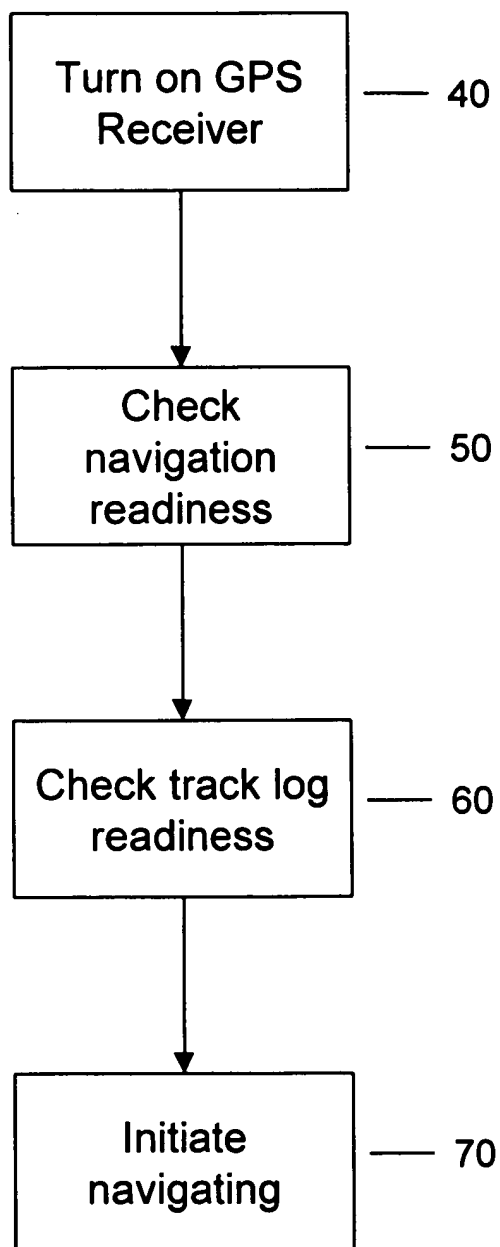 Turn on GPS
Receiver
40
Check
navigation
readiness
50
Check track log
readiness
60
Initiate
navigating
70